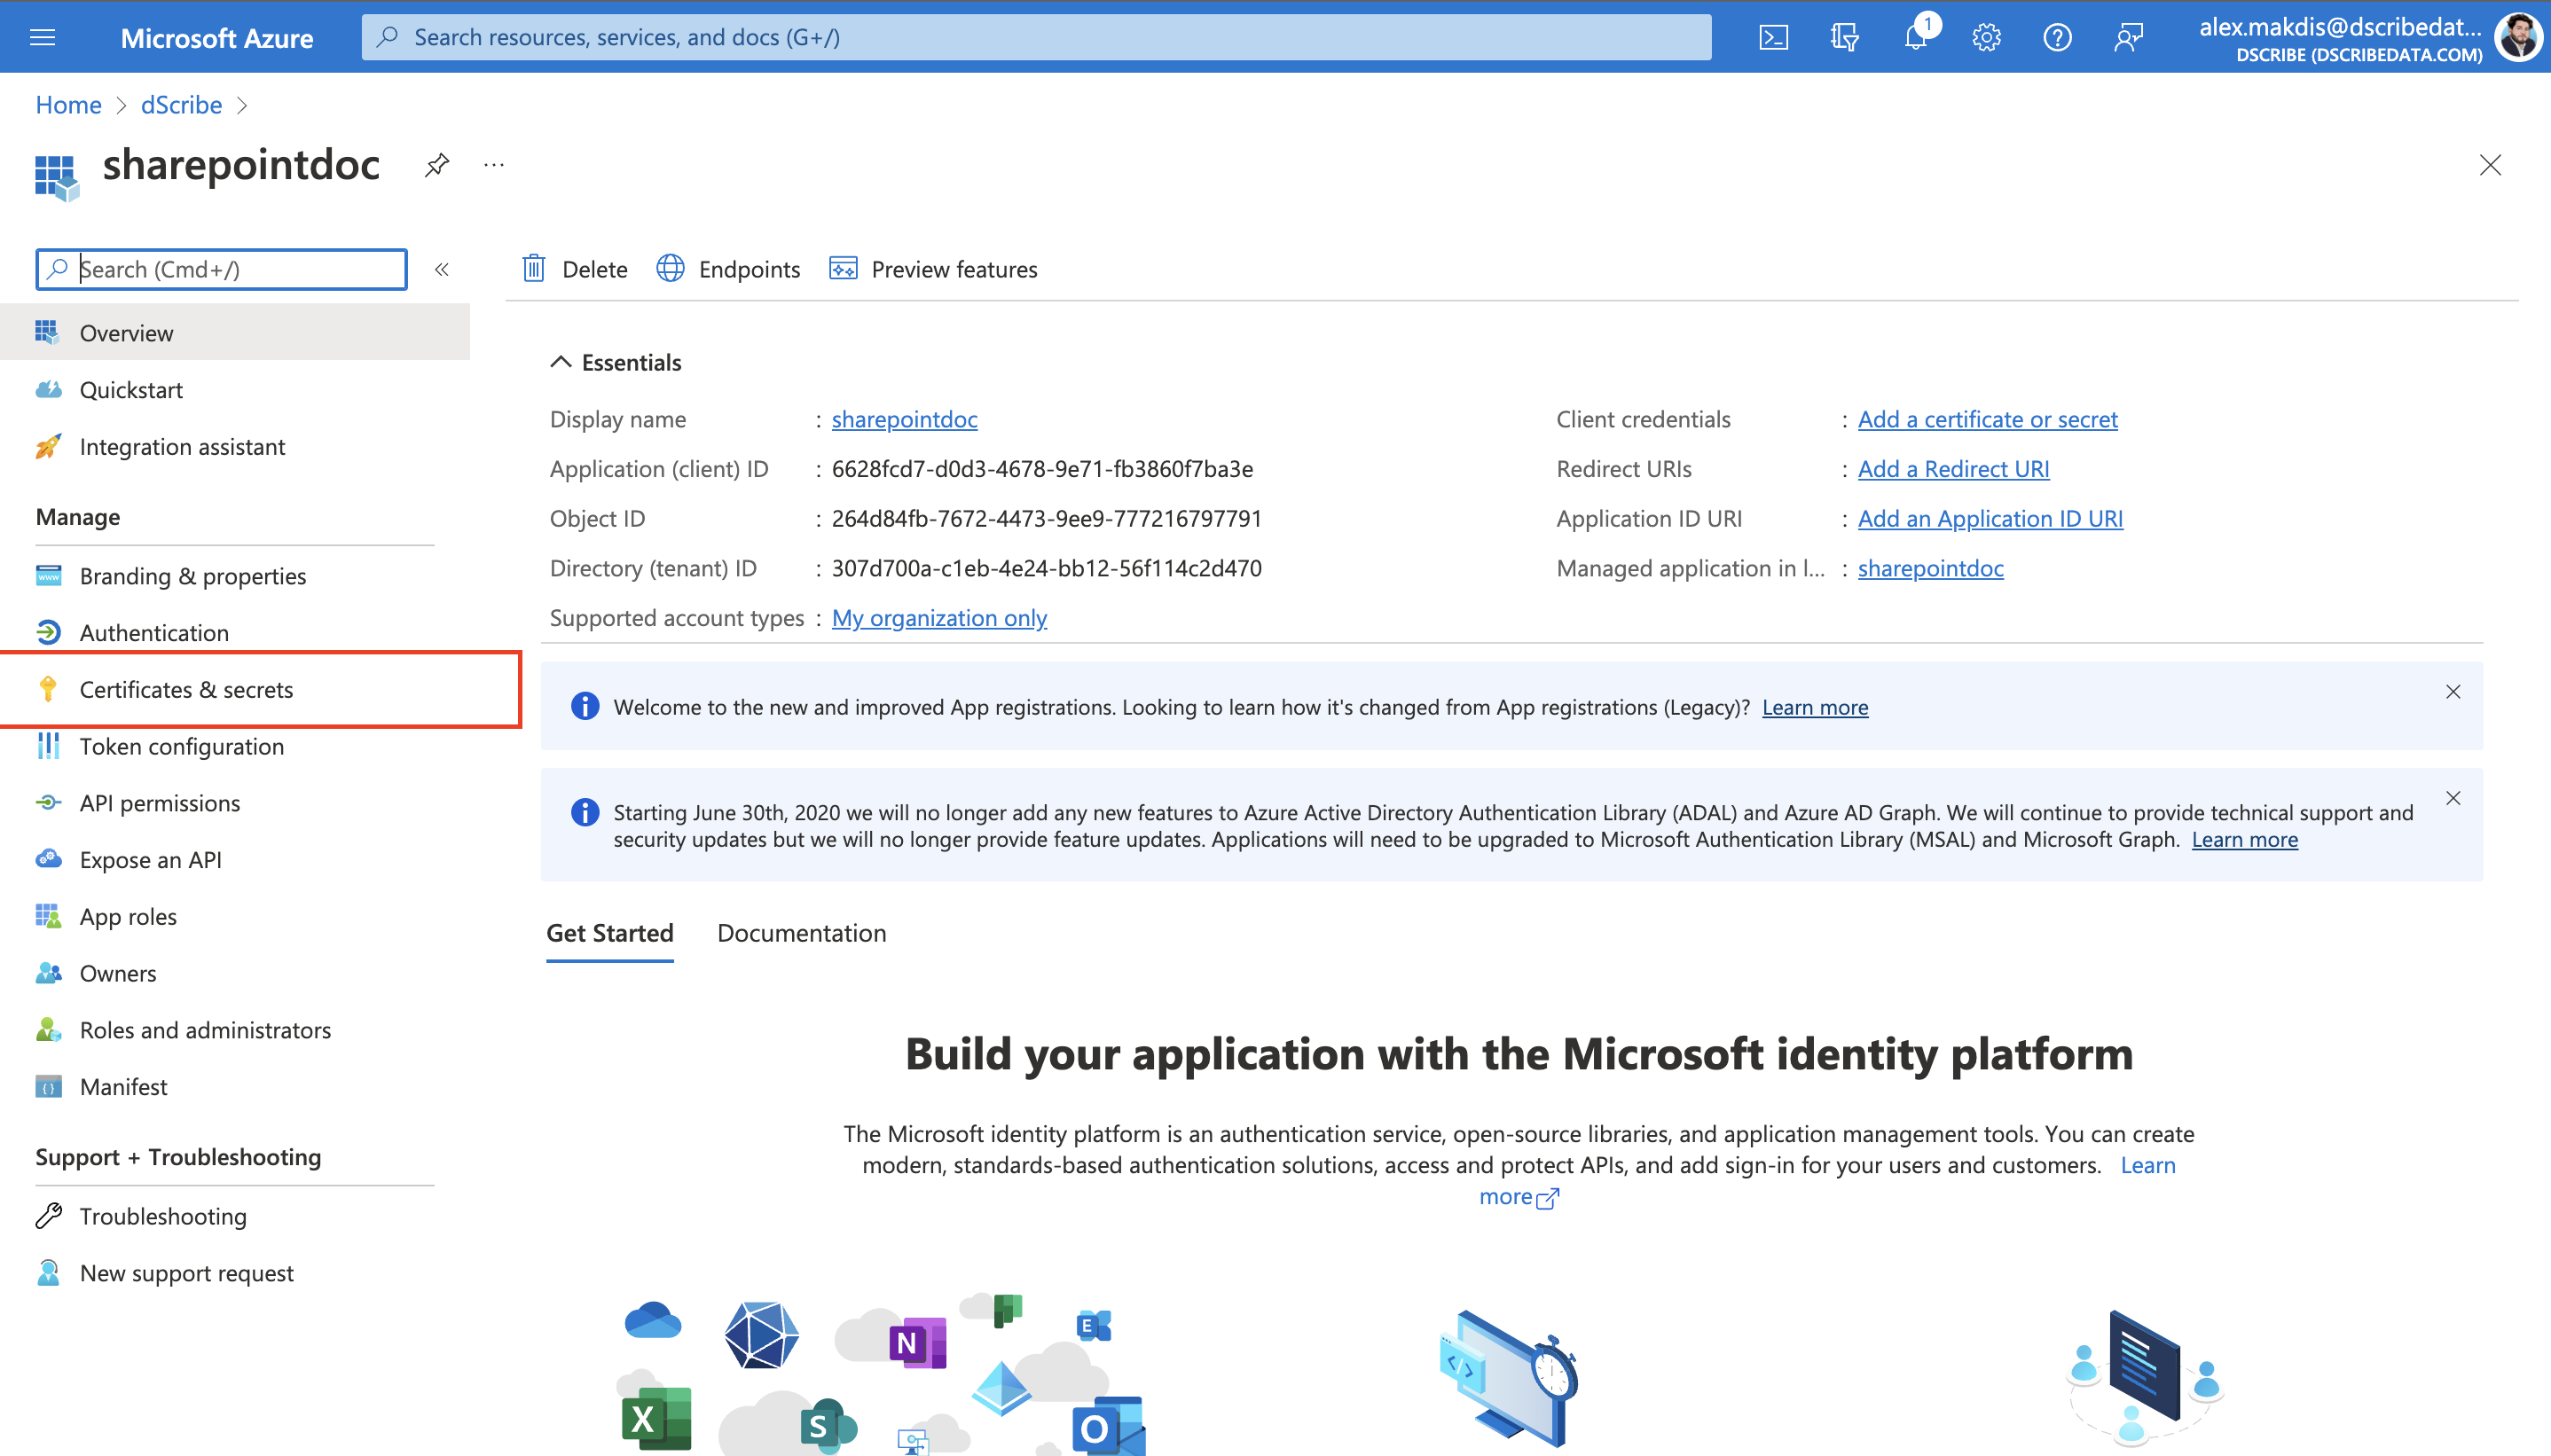 Microsoft Azure
Search resources, services, and docs (G+/)
1
alex.makdis@dscribedat...
DSCRIBE (DSCRIBEDATA.COM)
Home > dScribe >
sharepointdoc
...
Search (Cmd+/)
«
Delete
Endpoints
Preview features
Overview
Quickstart
Integration assistant
Manage
Branding & properties
Authentication
Certificates & secrets
Token configuration
API permissions
Expose an API
App roles
Owners
Roles and administrators
Manifest
Support + Troubleshooting
Troubleshooting
New support request
Essentials
Display name : sharepointdoc
Application (client) ID : 6628fcd7-d0d3-4678-9e71-fb3860f7ba3e
Object ID : 264d84fb-7672-4473-9ee9-777216797791
Directory (tenant) ID : 307d700a-c1eb-4e24-bb12-56f114c2d470
Supported account types : My organization only
Client credentials : Add a certificate or secret
Redirect URIs : Add a Redirect URI
Application ID URI : Add an Application ID URI
Managed application in l... : sharepointdoc
Welcome to the new and improved App registrations. Looking to learn how it's changed from App registrations (Legacy)? Learn more
Starting June 30th, 2020 we will no longer add any new features to Azure Active Directory Authentication Library (ADAL) and Azure AD Graph. We will continue to provide technical support and
security updates but we will no longer provide feature updates. Applications will need to be upgraded to Microsoft Authentication Library (MSAL) and Microsoft Graph. Learn more
Get Started
Documentation
Build your application with the Microsoft identity platform
The Microsoft identity platform is an authentication service, open-source libraries, and application management tools. You can create
modern, standards-based authentication solutions, access and protect APIs, and add sign-in for your users and customers. Learn
more
N
E
X
S
O